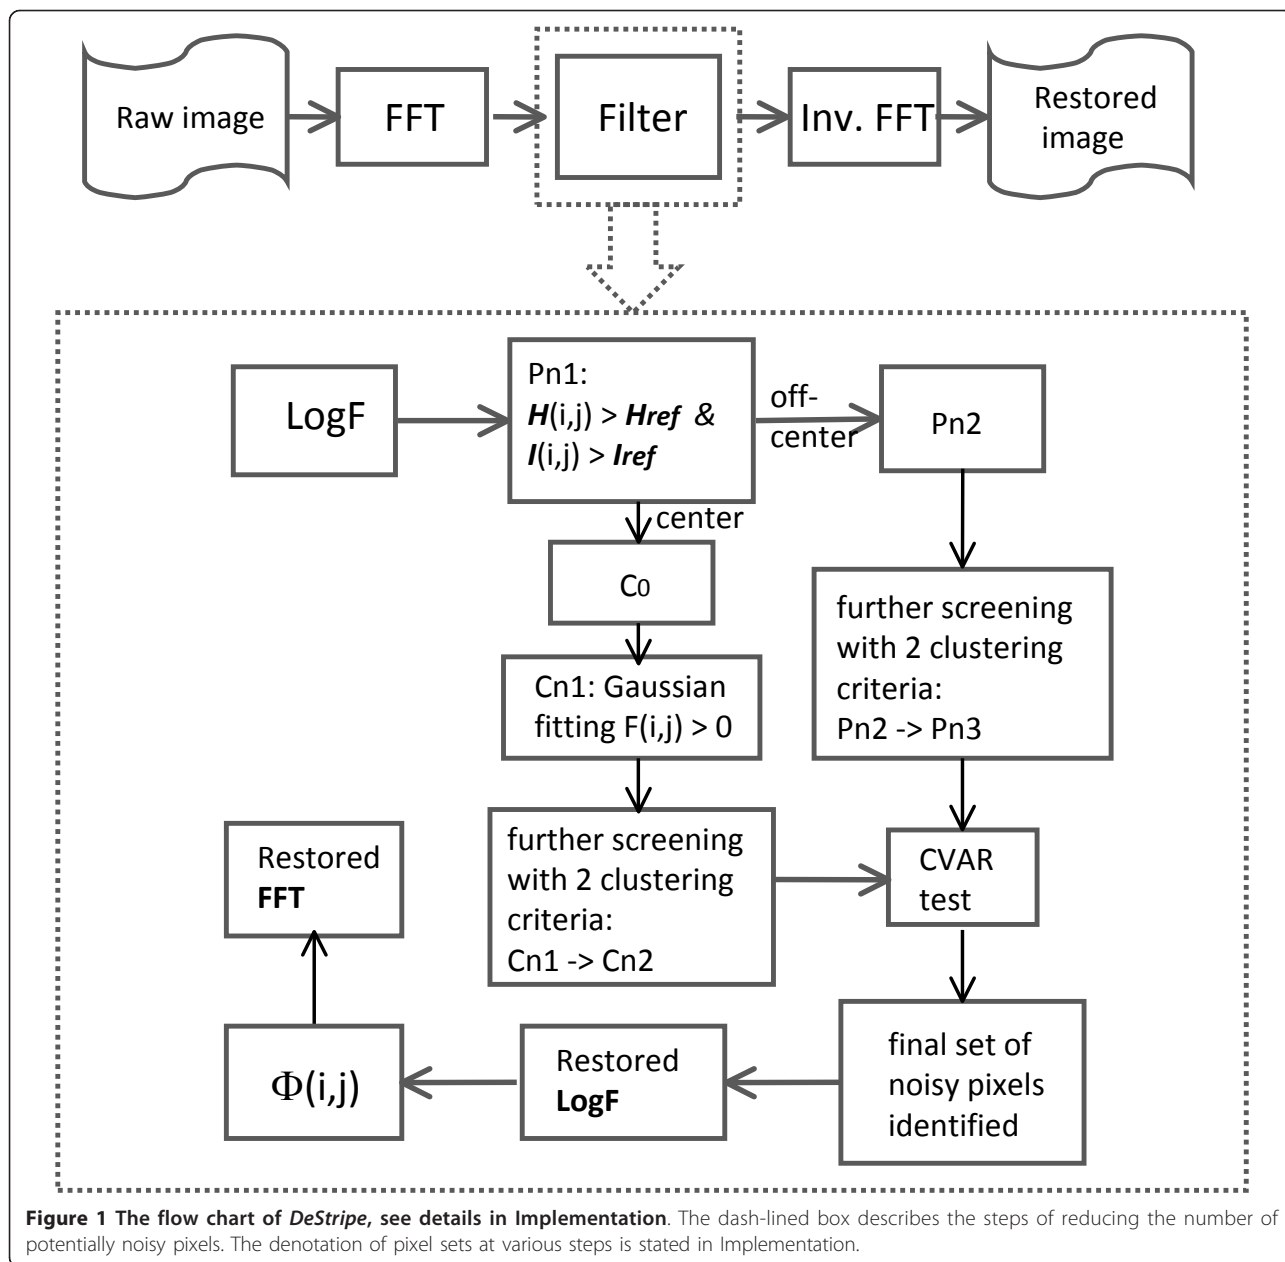 Raw image
FFT
Filter
Inv. FFT
Restored
image
LogF
Pn1:
H(i,j) > Href &
I(i,j) > Iref
off-
center
Pn2
center
C0
further screening
with 2 clustering
criteria:
Pn2 -> Pn3
Cn1: Gaussian
fitting F(i,j) > 0
further screening
with 2 clustering
criteria:
Cn1 -> Cn2
CVAR
test
Restored
FFT
Φ(i,j)
Restored
LogF
final set of
noisy pixels
identified
Figure 1 The flow chart of DeStripe, see details in Implementation. The dash-lined box describes the steps of reducing the number of
potentially noisy pixels. The denotation of pixel sets at various steps is stated in Implementation.